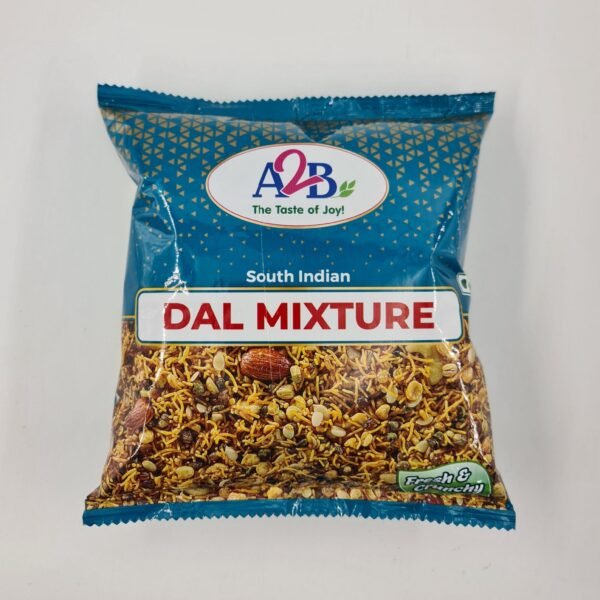 A2B
The Taste of Joy!
South Indian
DAL MIXTURE
Fresh &
Crunchy